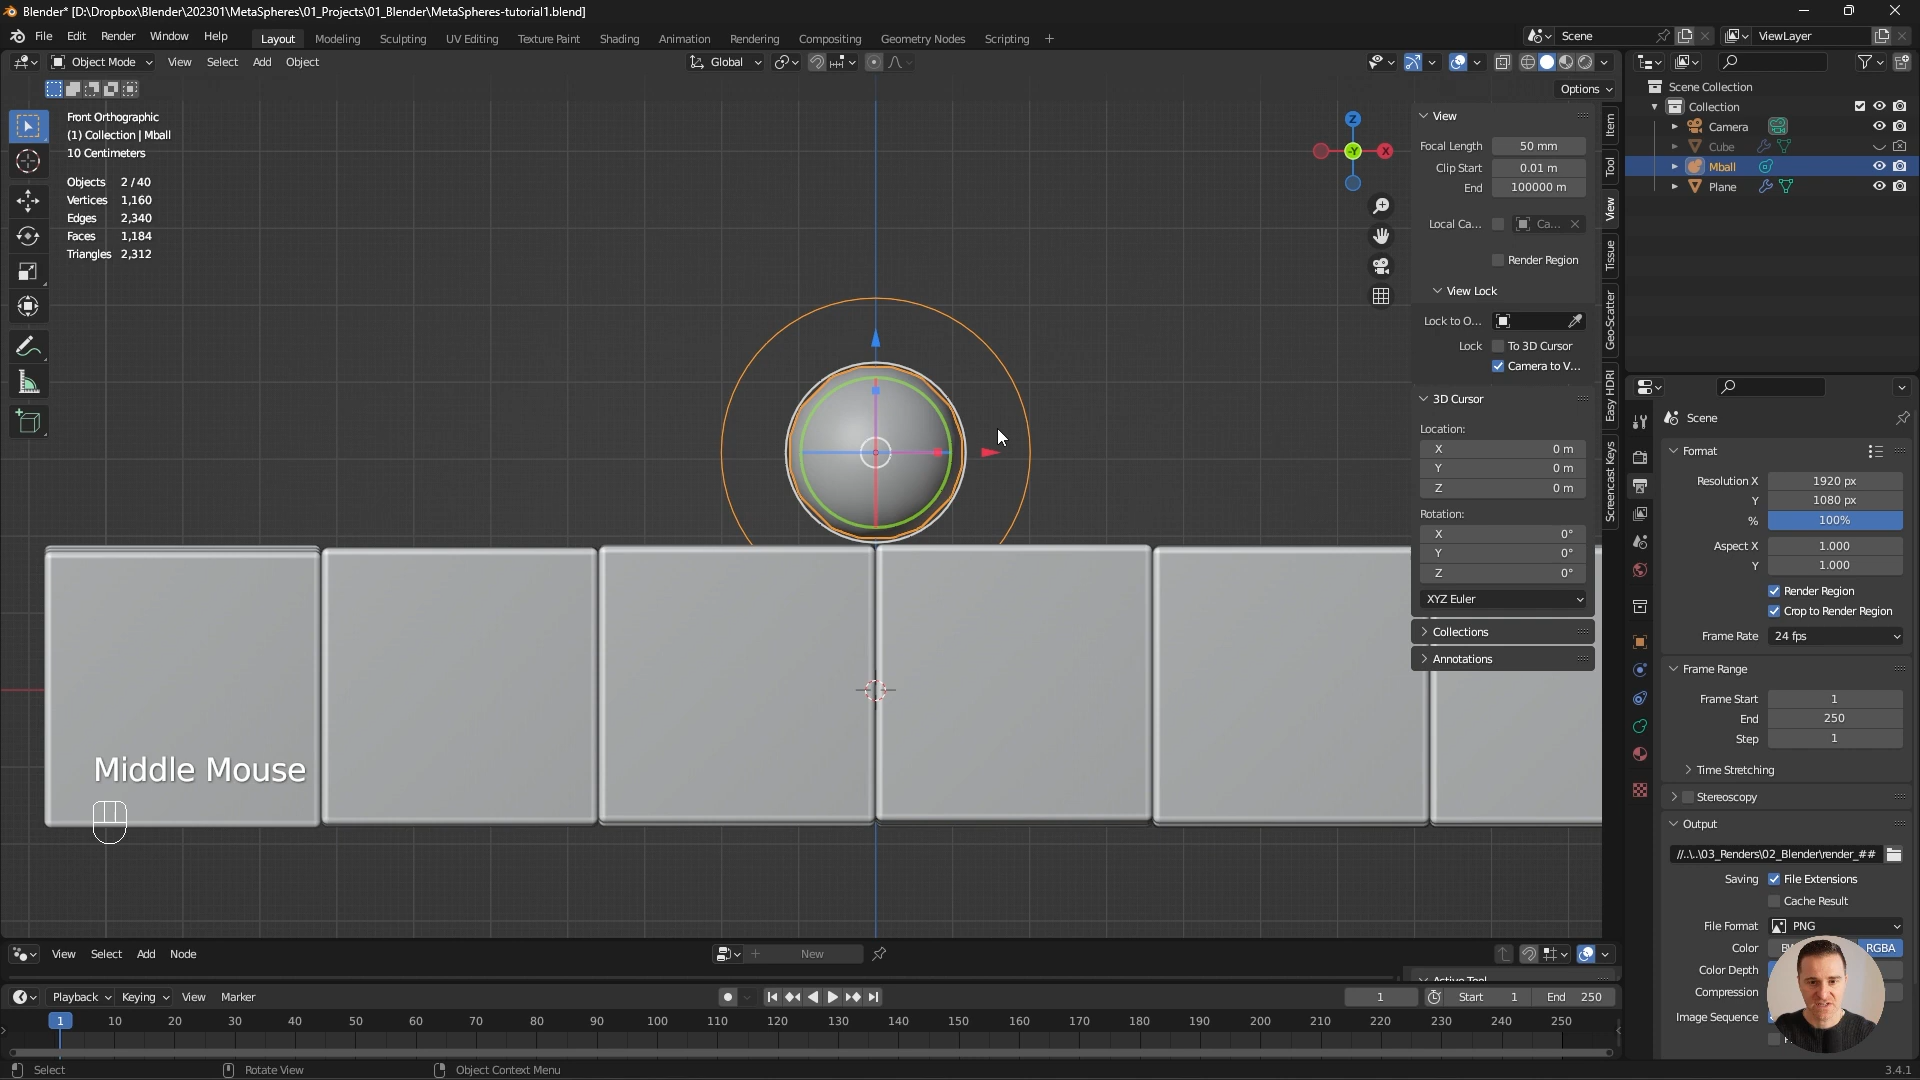 Blender* [D:\Dropbox\Blender\202301\MetaSpheres\01_Projects\01_Blender\MetaSpheres-tutorial1.blend]
File Edit Render Window Help Layout Modeling Sculpting UV Editing Texture Paint Shading Animation Rendering Compositing Geometry Nodes Scripting + Scene ViewLayer
Object Mode View Select Add Object Global
Options
Front Orthographic
(1) Collection | Mball
10 Centimeters
Objects 2/40
Vertices 1,160
Edges 2,340
Faces 1,184
Triangles 2,312
Z
-Y
X
View
Focal Length 50 mm
Clip Start 0.01 m
End 100000 m
Local Ca... Ca...
Render Region
View Lock
Lock to O...
Lock To 3D Cursor
Camera to V...
3D Cursor
Location:
X 0 m
Y 0 m
Z 0 m
Rotation:
X 0°
Y 0°
Z 0°
XYZ Euler
Collections
Annotations
Item
Tool
View
Tissue
Geo-Scatter
Easy HDRI
Screencast Keys
Scene Collection
Collection
Camera
Cube
Mball
Plane
Scene
Format
Resolution X 1920 px
Y 1080 px
% 100%
Aspect X 1.000
Y 1.000
Render Region
Crop to Render Region
Frame Rate 24 fps
Frame Range
Frame Start 1
End 250
Step 1
Time Stretching
Stereoscopy
Output
//..\..\03_Renders\02_Blender\render_##
Saving File Extensions
Cache Result
File Format PNG
Color RGBA
Color Depth
Compression
Image Sequence
Middle Mouse
View Select Add Node New
Playback Keying View Marker 1 Start 1 End 250
1 10 20 30 40 50 60 70 80 90 100 110 120 130 140 150 160 170 180 190 200 210 220 230 240 250
Select Rotate View Object Context Menu 3.4.1